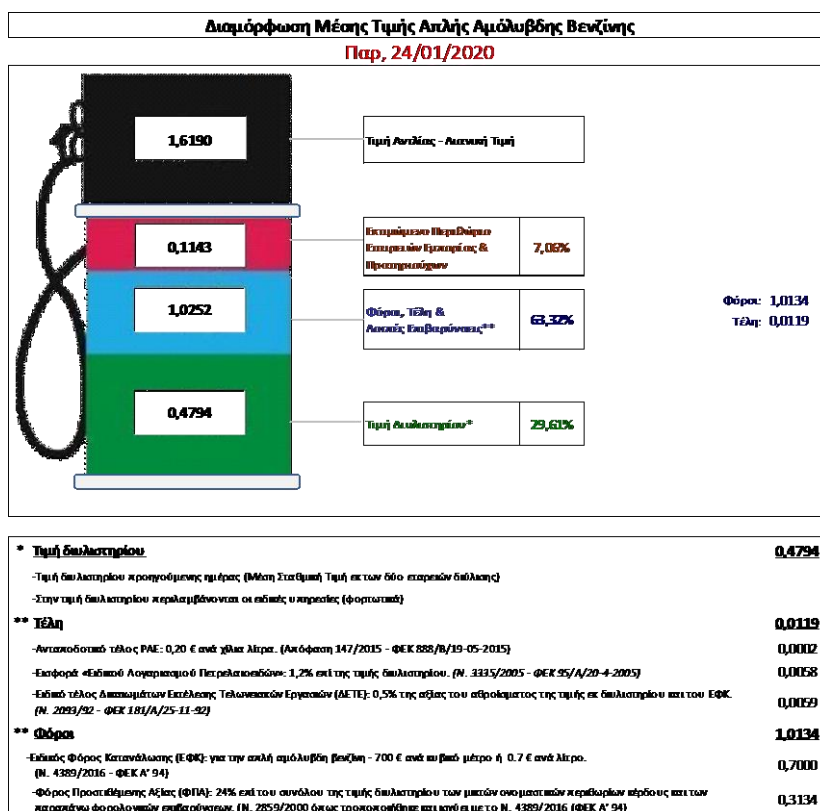 Διαμόρφωση Μέσης Τιμής Απλής Αμόλυβδης Βενζίνης
Παρ, 24/01/2020
1,6190
Τιμή Αντλίας - Λιανική Τιμή
0,1143
Εκτιμώμενο Περιθώριο
Εταιρειών Εμπορίας &
Πρατηριούχων
7,06%
1,0252
Φόροι, Τέλη &
Λοιπές Επιβαρύνσεις**
63,32%
Φόροι: 1,0134
Τέλη: 0,0119
0,4794
Τιμή Διυλιστηρίου*
29,61%
* Τιμή διυλιστηρίου 0,4794
-Τιμή διυλιστηρίου προηγούμενης ημέρας (Μέση Σταθμική Τιμή εκ των δύο εταιρειών διύλισης)
-Στην τιμή διυλιστηρίου περιλαμβάνονται οι ειδικές υπηρεσίες (φορτωτικά)
** Τέλη 0,0119
-Ανταποδοτικό τέλος ΡΑΕ: 0,20 € ανά χίλια λίτρα. (Απόφαση 147/2015 - ΦΕΚ 888/Β/19-05-2015) 0,0002
-Εισφορά «Ειδικού Λογαριασμού Πετρελαιοειδών»: 1,2% επί της τιμής διυλιστηρίου. (Ν. 3335/2005 - ΦΕΚ 95/Α/20-4-2005) 0,0058
-Ειδικό τέλος Δικαιωμάτων Εκτέλεσης Τελωνειακών Εργασιών (ΔΕΤΕ): 0,5% της αξίας του αθροίσματος της τιμής εκ διυλιστηρίου και του ΕΦΚ.
(Ν. 2093/92 - ΦΕΚ 181/Α/25-11-92) 0,0059
** Φόροι 1,0134
-Ειδικός Φόρος Κατανάλωσης (ΕΦΚ): για την απλή αμόλυβδη βενζίνη - 700 € ανά κυβικό μέτρο ή 0.7 € ανά λίτρο.
(Ν. 4389/2016 - ΦΕΚ Α' 94) 0,7000
-Φόρος Προστιθέμενης Αξίας (ΦΠΑ): 24% επί του συνόλου της τιμής διυλιστηρίου των μικτών ονομαστικών περιθωρίων κέρδους και των
παραπάνω φορολογικών επιβαρύνσεων. (Ν. 2859/2000 όπως τροποποιήθηκε και ισχύει με το Ν. 4389/2016 (ΦΕΚ Α' 94) 0,3134